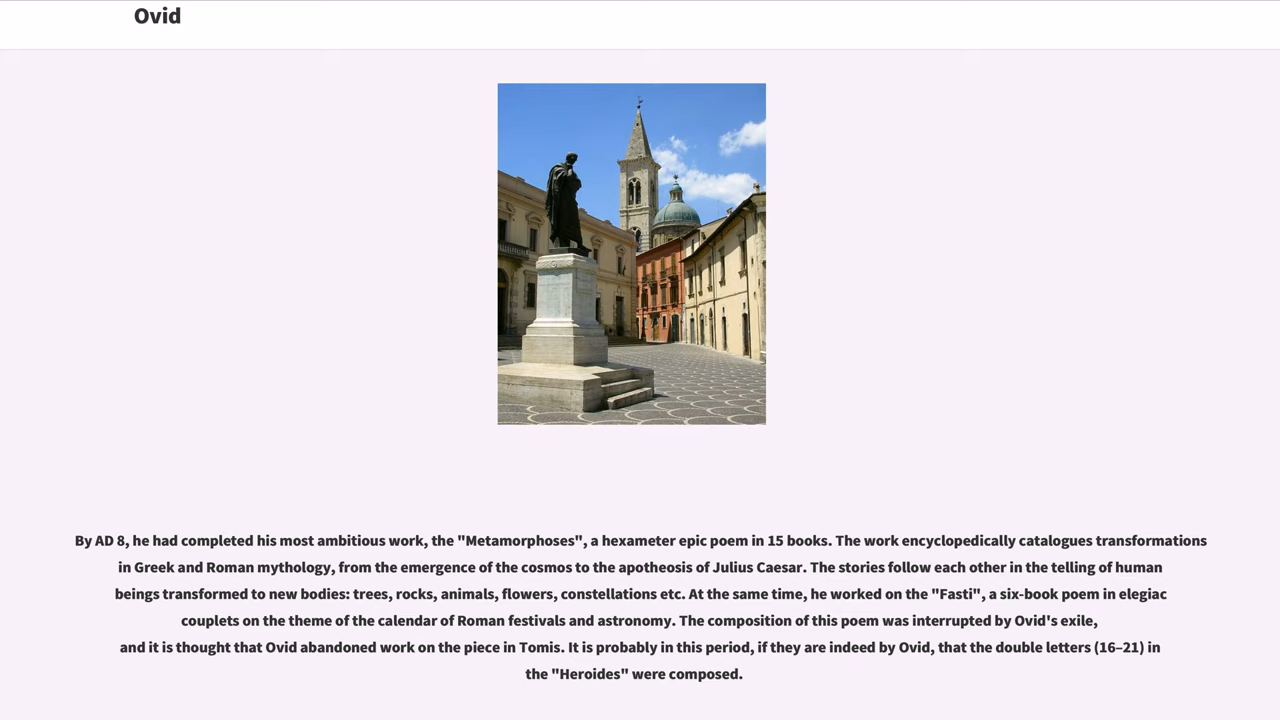 Ovid
By AD 8, he had completed his most ambitious work, the "Metamorphoses", a hexameter epic poem in 15 books. The work encyclopedically catalogues transformations
in Greek and Roman mythology, from the emergence of the cosmos to the apotheosis of Julius Caesar. The stories follow each other in the telling of human
beings transformed to new bodies: trees, rocks, animals, flowers, constellations etc. At the same time, he worked on the "Fasti", a six-book poem in elegiac
couplets on the theme of the calendar of Roman festivals and astronomy. The composition of this poem was interrupted by Ovid's exile,
and it is thought that Ovid abandoned work on the piece in Tomis. It is probably in this period, if they are indeed by Ovid, that the double letters (16–21) in
the "Heroides" were composed.